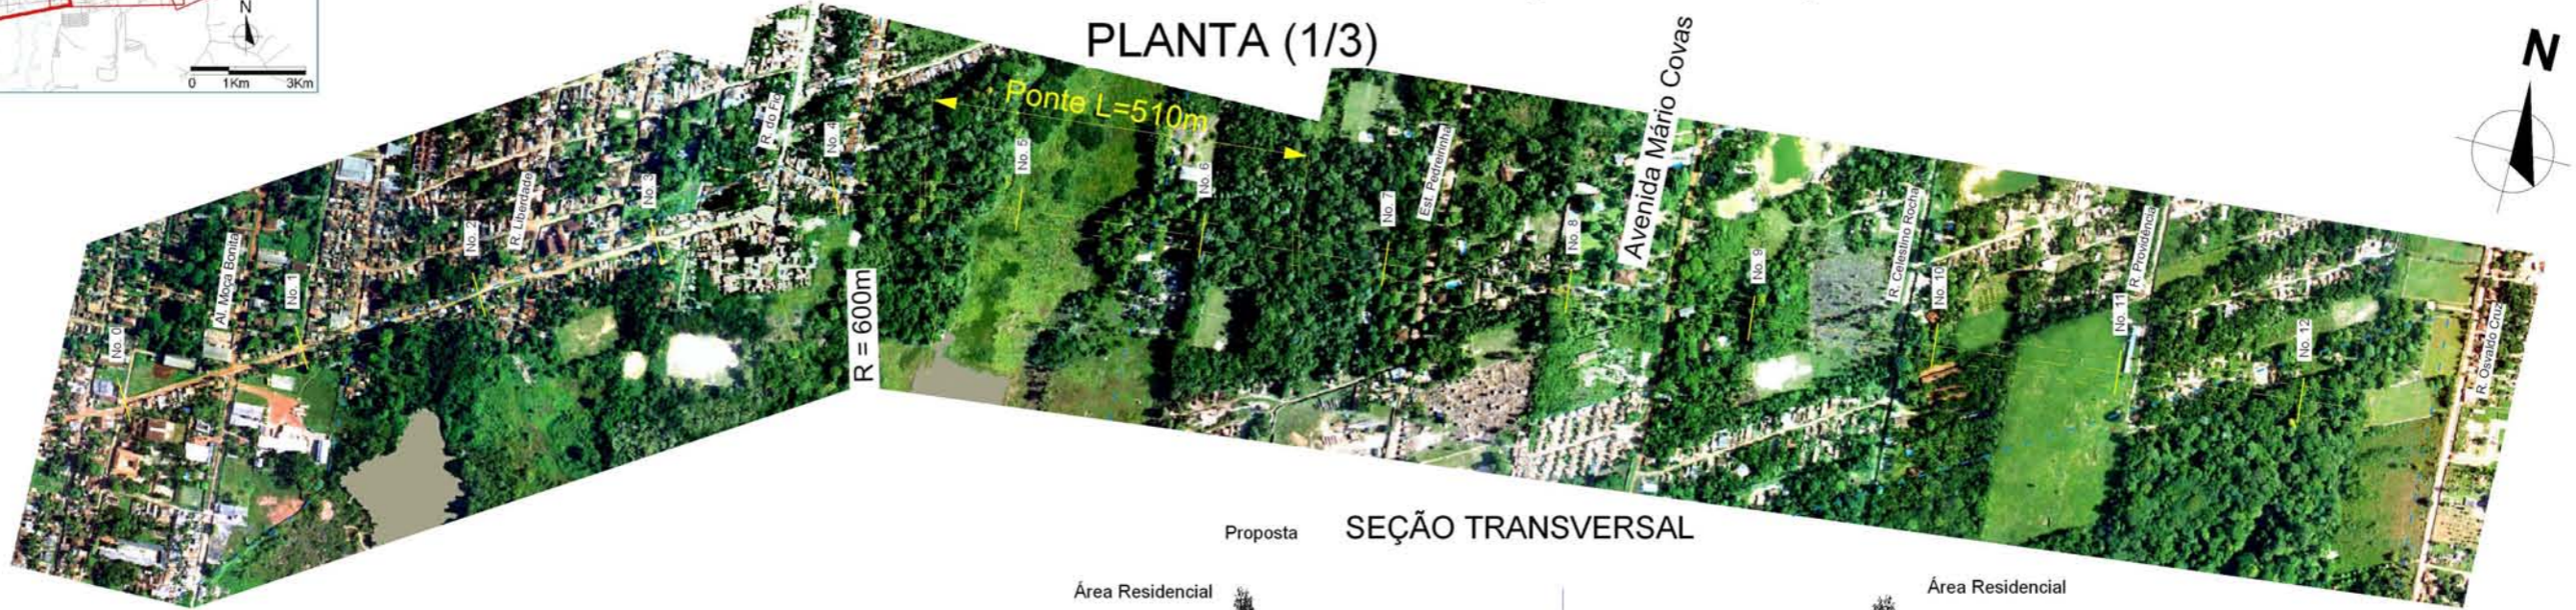 N
0 1Km 3Km
PLANTA (1/3)
N
Ponte L=510m
Avenida Mário Covas
R. do Fio
No. 4
No. 5
No. 6
Est. Pedreirinha
No. 3
R. Liberdade
No. 2
No. 7
No. 8
No. 9
R. Celestino Rocha
No. 10
R. Providência
No. 11
No. 12
R. Osvaldo Cruz
Al. Moça Bonita
No. 1
No. 0
R = 600m
Proposta SEÇÃO TRANSVERSAL
Área Residencial
Área Residencial